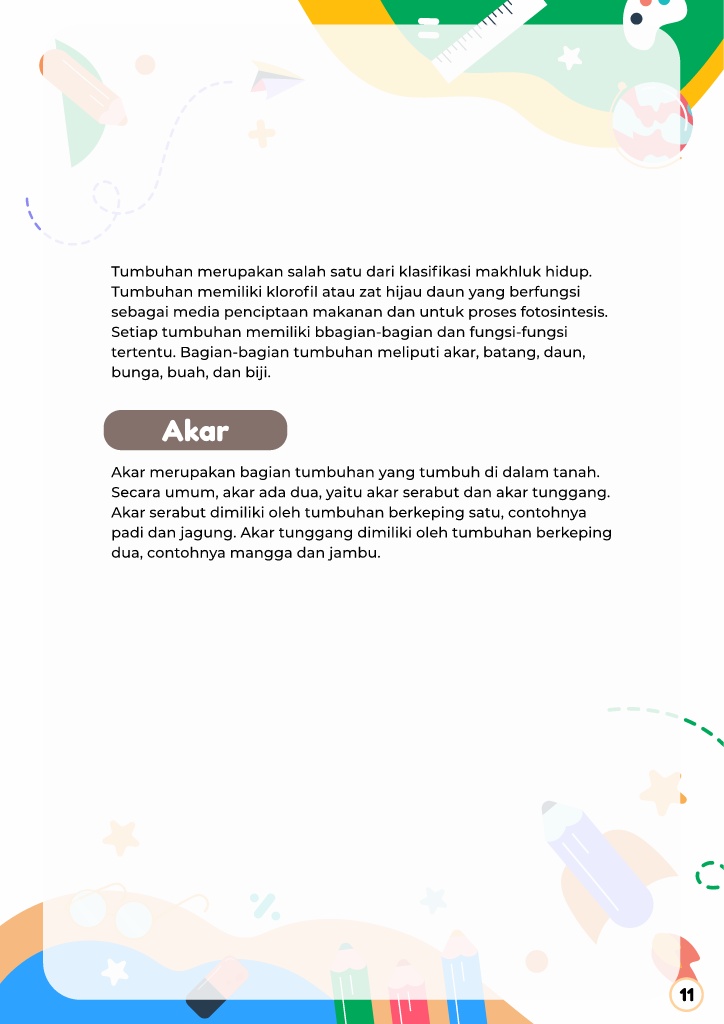 Tumbuhan merupakan salah satu dari klasifikasi makhluk hidup.
Tumbuhan memiliki klorofil atau zat hijau daun yang berfungsi
sebagai media penciptaan makanan dan untuk proses fotosintesis.
Setiap tumbuhan memiliki bbagian-bagian dan fungsi-fungsi
tertentu. Bagian-bagian tumbuhan meliputi akar, batang, daun,
bunga, buah, dan biji.
Akar
Akar merupakan bagian tumbuhan yang tumbuh di dalam tanah.
Secara umum, akar ada dua, yaitu akar serabut dan akar tunggang.
Akar serabut dimiliki oleh tumbuhan berkeping satu, contohnya
padi dan jagung. Akar tunggang dimiliki oleh tumbuhan berkeping
dua, contohnya mangga dan jambu.
11